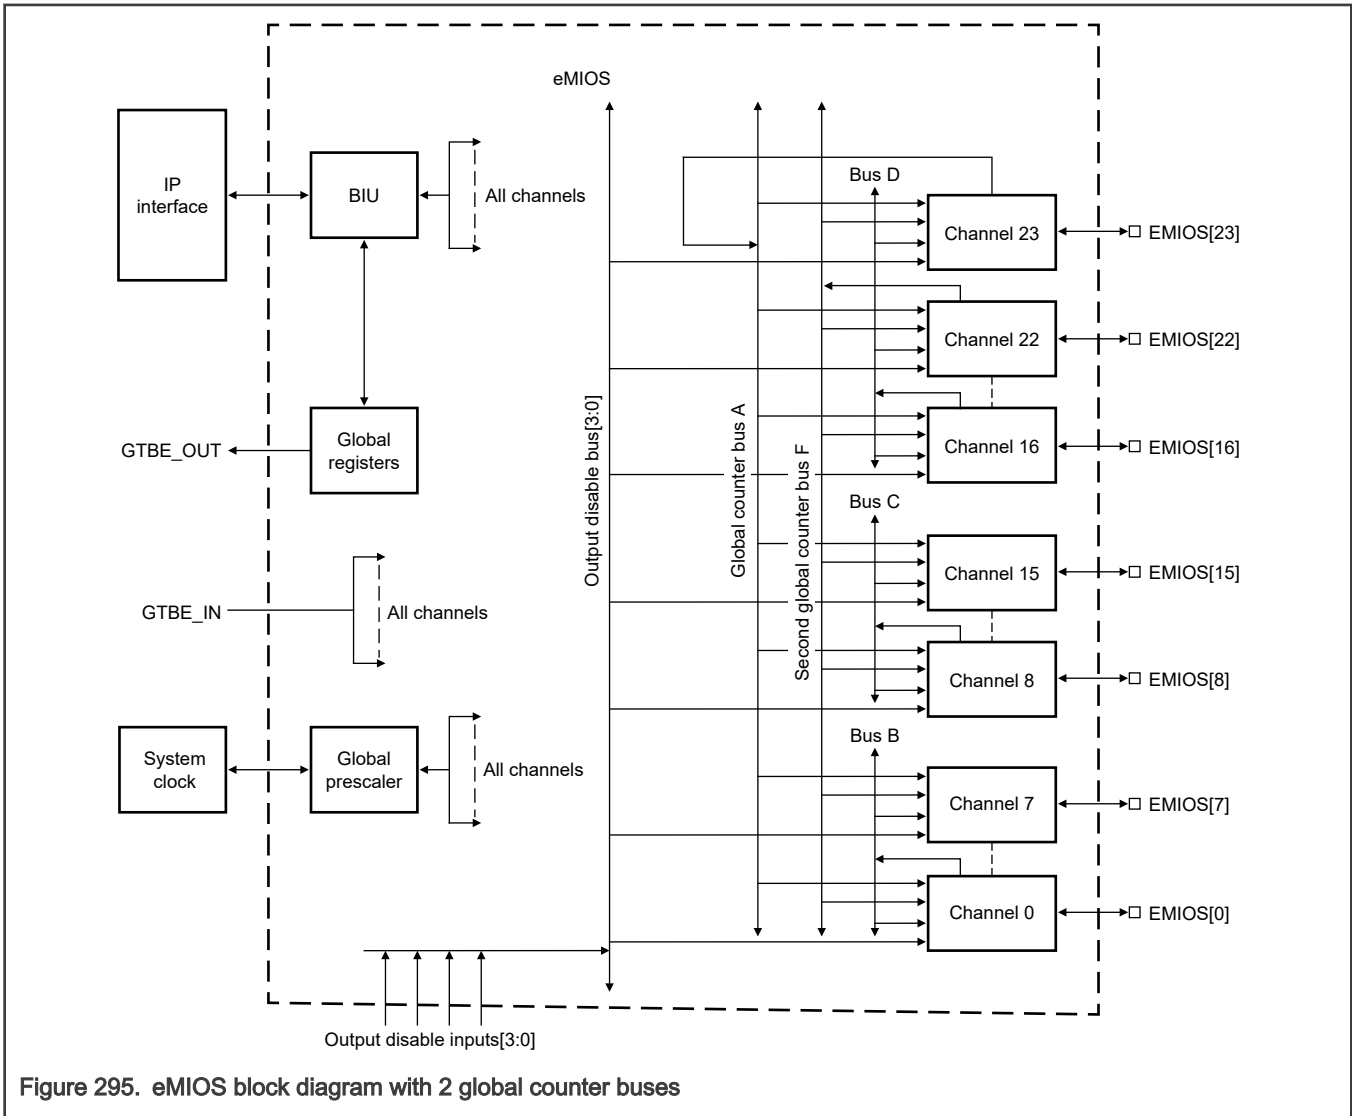 eMIOS
IP
interface
BIU
All channels
Bus D
Channel 23
EMIOS[23]
Channel 22
EMIOS[22]
GTBE_OUT
Global
registers
Output disable bus[3:0]
Global counter bus A
Second global counter bus F
Channel 16
EMIOS[16]
Bus C
Channel 15
EMIOS[15]
GTBE_IN
All channels
Channel 8
EMIOS[8]
Bus B
System
clock
Global
prescaler
All channels
Channel 7
EMIOS[7]
Channel 0
EMIOS[0]
Output disable inputs[3:0]
Figure 295. eMIOS block diagram with 2 global counter buses